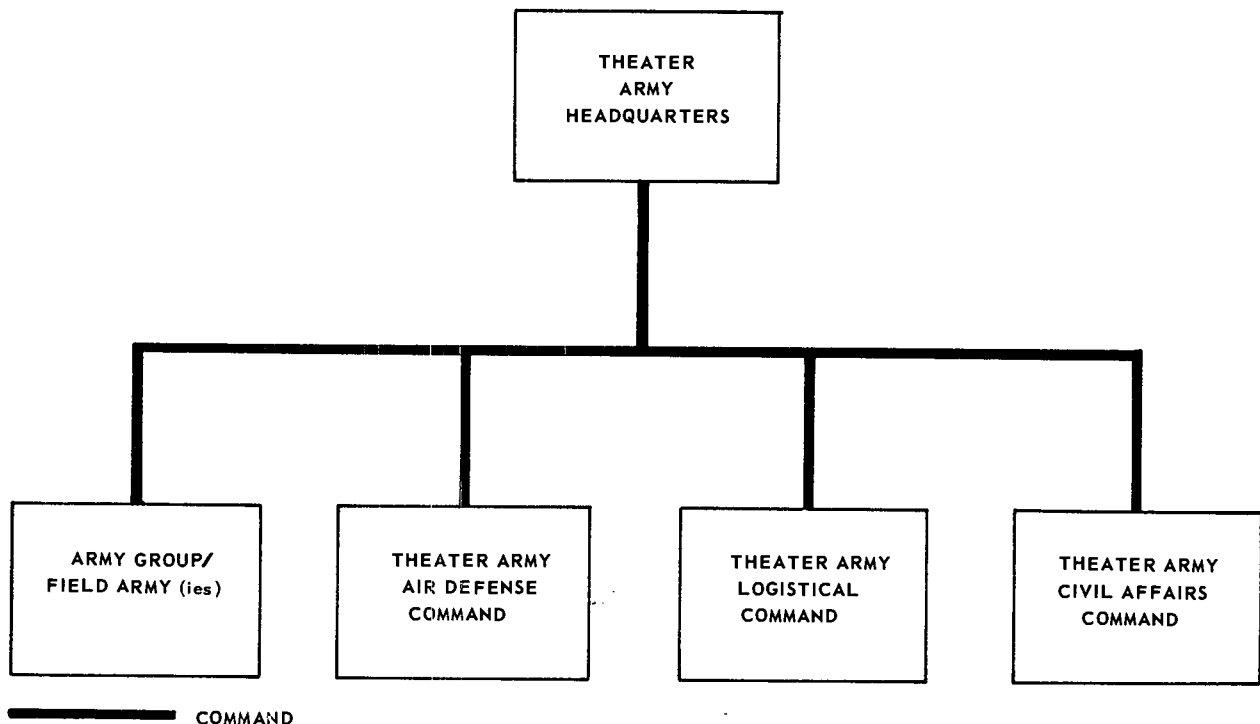 THEATER
ARMY
HEADQUARTERS
ARMY GROUP/
FIELD ARMY (ies)
THEATER ARMY
AIR DEFENSE
COMMAND
THEATER ARMY
LOGISTICAL
COMMAND
THEATER ARMY
CIVIL AFFAIRS
COMMAND
COMMAND